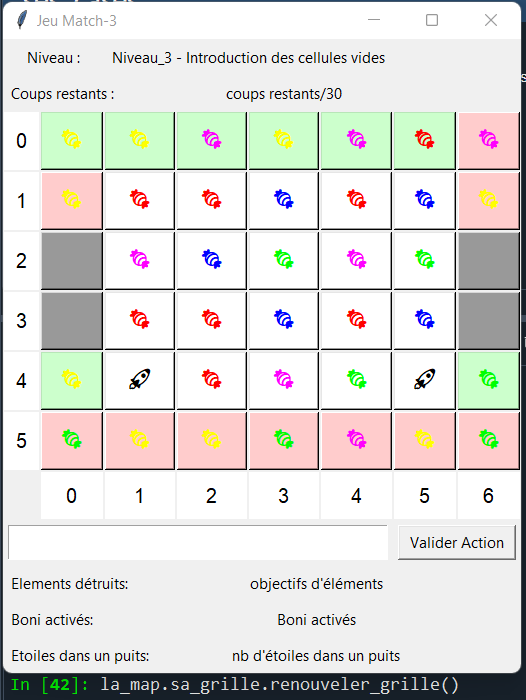 Jeu Match-3
Niveau : Niveau_3 - Introduction des cellules vides
Coups restants : coups restants/30
0
1
2
3
4
5
0 1 2 3 4 5 6
Valider Action
Elements détruits: objectifs d'éléments
Boni activés: Boni activés
Etoiles dans un puits: nb d'étoiles dans un puits
In [42]: la_map.sa_grille.renouveler_grille()